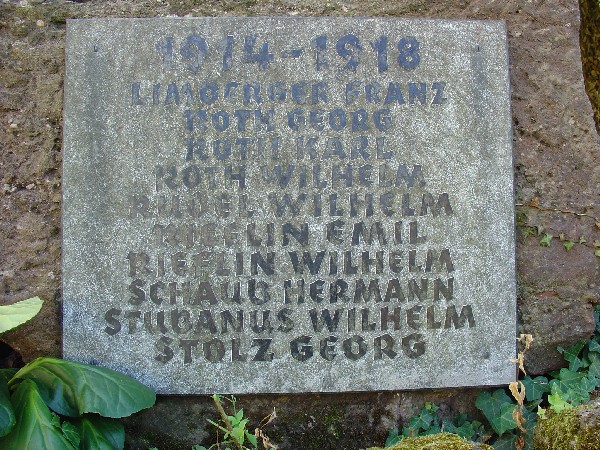 1914-1918
LIMBERGER FRANZ
ROTH GEORG
ROTH KARL
ROTH WILHELM
WILHELM
RIEFLIN EMIL
RIEFLIN WILHELM
SCHAUB HERMANN
STUBANUS WILHELM
STOLZ GEORG